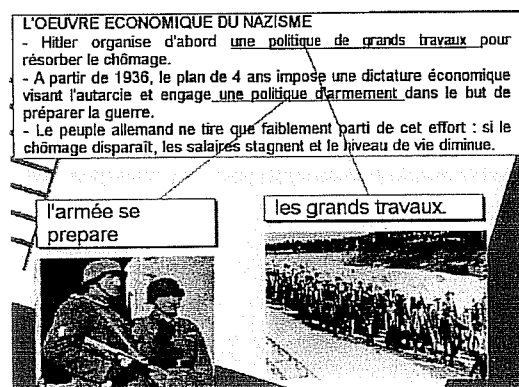 L'OEUVRE ECONOMIQUE DU NAZISME
- Hitler organise d'abord une politique de grands travaux pour
résorber le chômage.
- A partir de 1936, le plan de 4 ans impose une dictature économique
visant l'autarcie et engage une politique d'armement dans le but de
préparer la guerre.
- Le peuple allemand ne tire que faiblement parti de cet effort : si le
chômage disparaît, les salaires stagnent et le niveau de vie diminue.
l'armée se
prepare
les grands travaux.